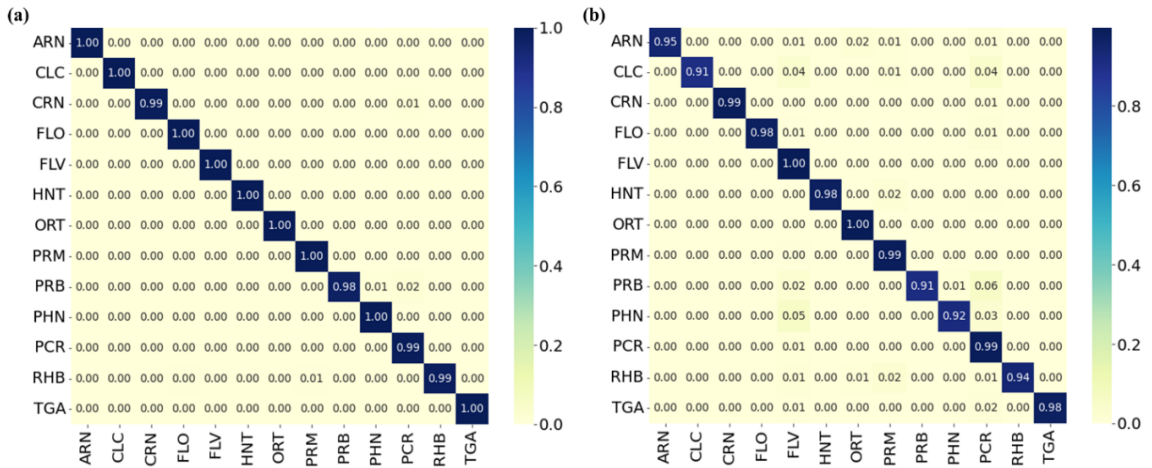 (a)
ARN 1.00 0.00 0.00 0.00 0.00 0.00 0.00 0.00 0.00 0.00 0.00 0.00 0.00
CLC 0.00 1.00 0.00 0.00 0.00 0.00 0.00 0.00 0.00 0.00 0.00 0.00 0.00
CRN 0.00 0.00 0.99 0.00 0.00 0.00 0.00 0.00 0.00 0.00 0.01 0.00 0.00
FLO 0.00 0.00 0.00 1.00 0.00 0.00 0.00 0.00 0.00 0.00 0.00 0.00 0.00
FLV 0.00 0.00 0.00 0.00 1.00 0.00 0.00 0.00 0.00 0.00 0.00 0.00 0.00
HNT 0.00 0.00 0.00 0.00 0.00 1.00 0.00 0.00 0.00 0.00 0.00 0.00 0.00
ORT 0.00 0.00 0.00 0.00 0.00 0.00 1.00 0.00 0.00 0.00 0.00 0.00 0.00
PRM 0.00 0.00 0.00 0.00 0.00 0.00 0.00 1.00 0.00 0.00 0.00 0.00 0.00
PRB 0.00 0.00 0.00 0.00 0.00 0.00 0.00 0.00 0.98 0.01 0.02 0.00 0.00
PHN 0.00 0.00 0.00 0.00 0.00 0.00 0.00 0.00 0.00 1.00 0.00 0.00 0.00
PCR 0.00 0.00 0.00 0.00 0.00 0.00 0.00 0.00 0.00 0.00 0.99 0.00 0.00
RHB 0.00 0.00 0.00 0.00 0.00 0.00 0.00 0.01 0.00 0.00 0.00 0.99 0.00
TGA 0.00 0.00 0.00 0.00 0.00 0.00 0.00 0.00 0.00 0.00 0.00 0.00 1.00
ARN CLC CRN FLO FLV HNT ORT PRM PRB PHN PCR RHB TGA
1.0
0.8
0.6
0.4
0.2
0.0
(b)
ARN 0.95 0.00 0.00 0.00 0.01 0.00 0.02 0.01 0.00 0.00 0.01 0.00 0.00
CLC 0.00 0.91 0.00 0.00 0.04 0.00 0.00 0.01 0.00 0.00 0.04 0.00 0.00
CRN 0.00 0.00 0.99 0.00 0.00 0.00 0.00 0.00 0.00 0.00 0.01 0.00 0.00
FLO 0.00 0.00 0.00 0.98 0.01 0.00 0.00 0.00 0.00 0.00 0.01 0.00 0.00
FLV 0.00 0.00 0.00 0.00 1.00 0.00 0.00 0.00 0.00 0.00 0.00 0.00 0.00
HNT 0.00 0.00 0.00 0.00 0.00 0.98 0.00 0.02 0.00 0.00 0.00 0.00 0.00
ORT 0.00 0.00 0.00 0.00 0.00 0.00 1.00 0.00 0.00 0.00 0.00 0.00 0.00
PRM 0.00 0.00 0.00 0.00 0.00 0.00 0.00 0.99 0.00 0.00 0.00 0.00 0.00
PRB 0.00 0.00 0.00 0.00 0.02 0.00 0.00 0.00 0.91 0.01 0.06 0.00 0.00
PHN 0.00 0.00 0.00 0.00 0.05 0.00 0.00 0.00 0.00 0.92 0.03 0.00 0.00
PCR 0.00 0.00 0.00 0.00 0.01 0.00 0.00 0.00 0.00 0.00 0.99 0.00 0.00
RHB 0.00 0.00 0.00 0.00 0.01 0.00 0.01 0.02 0.00 0.00 0.01 0.94 0.00
TGA 0.00 0.00 0.00 0.00 0.01 0.00 0.00 0.00 0.00 0.00 0.02 0.00 0.98
ARN CLC CRN FLO FLV HNT ORT PRM PRB PHN PCR RHB TGA
0.8
0.6
0.4
0.2
0.0